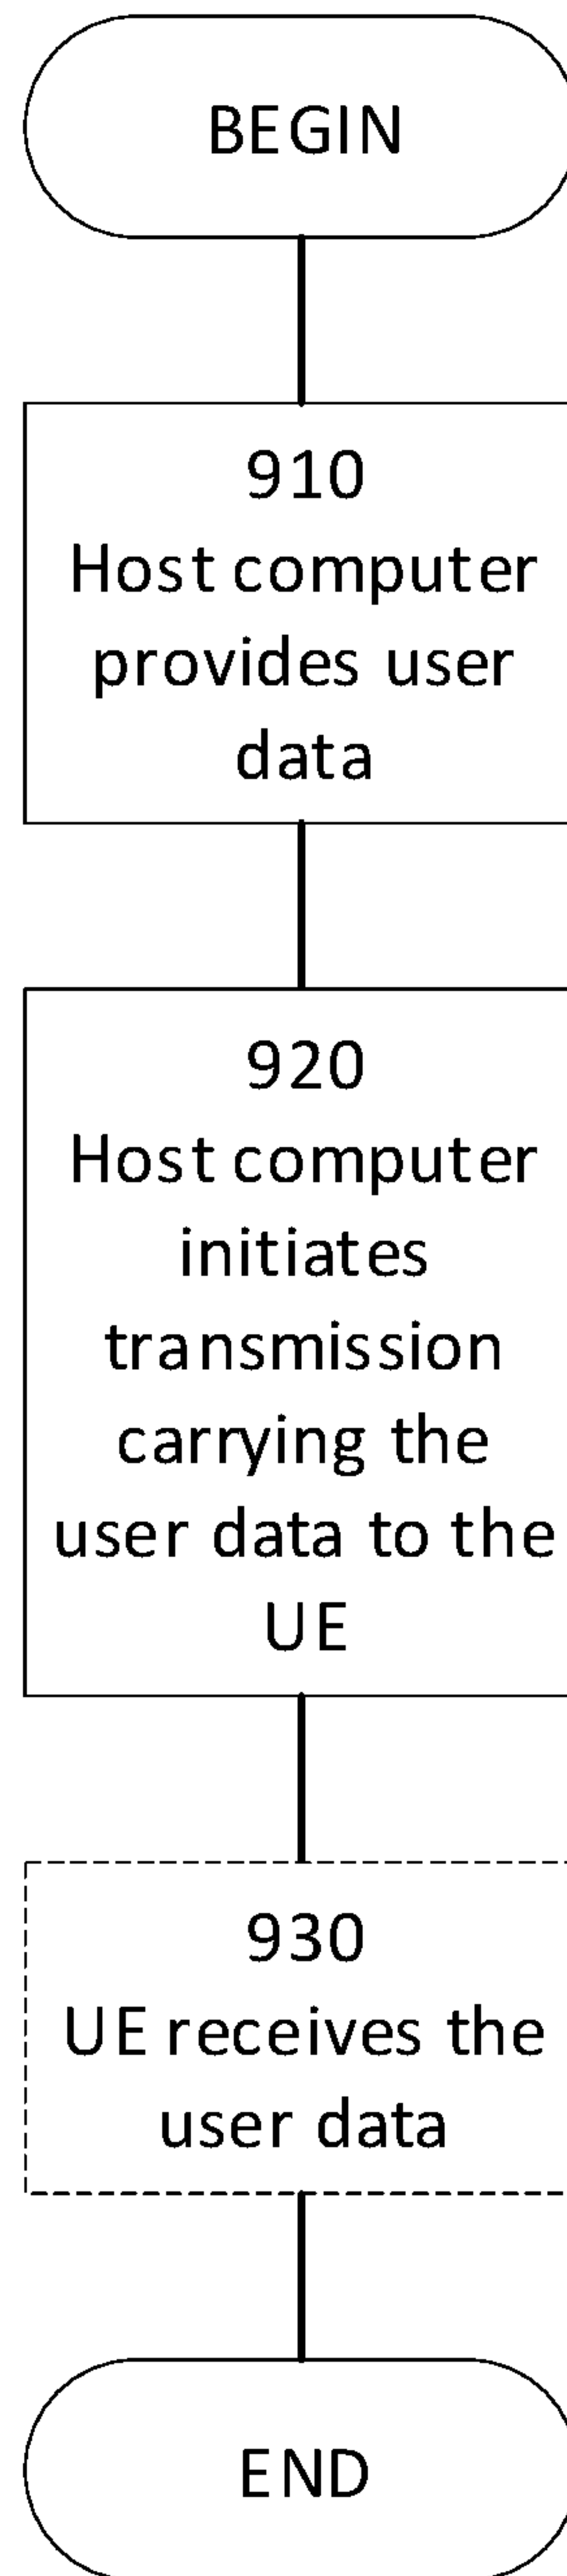 BEGIN
910
Host computer
provides user
data
920
Host computer
initiates
transmission
carrying the
user data to the
UE
930
UE receives the
user data
END